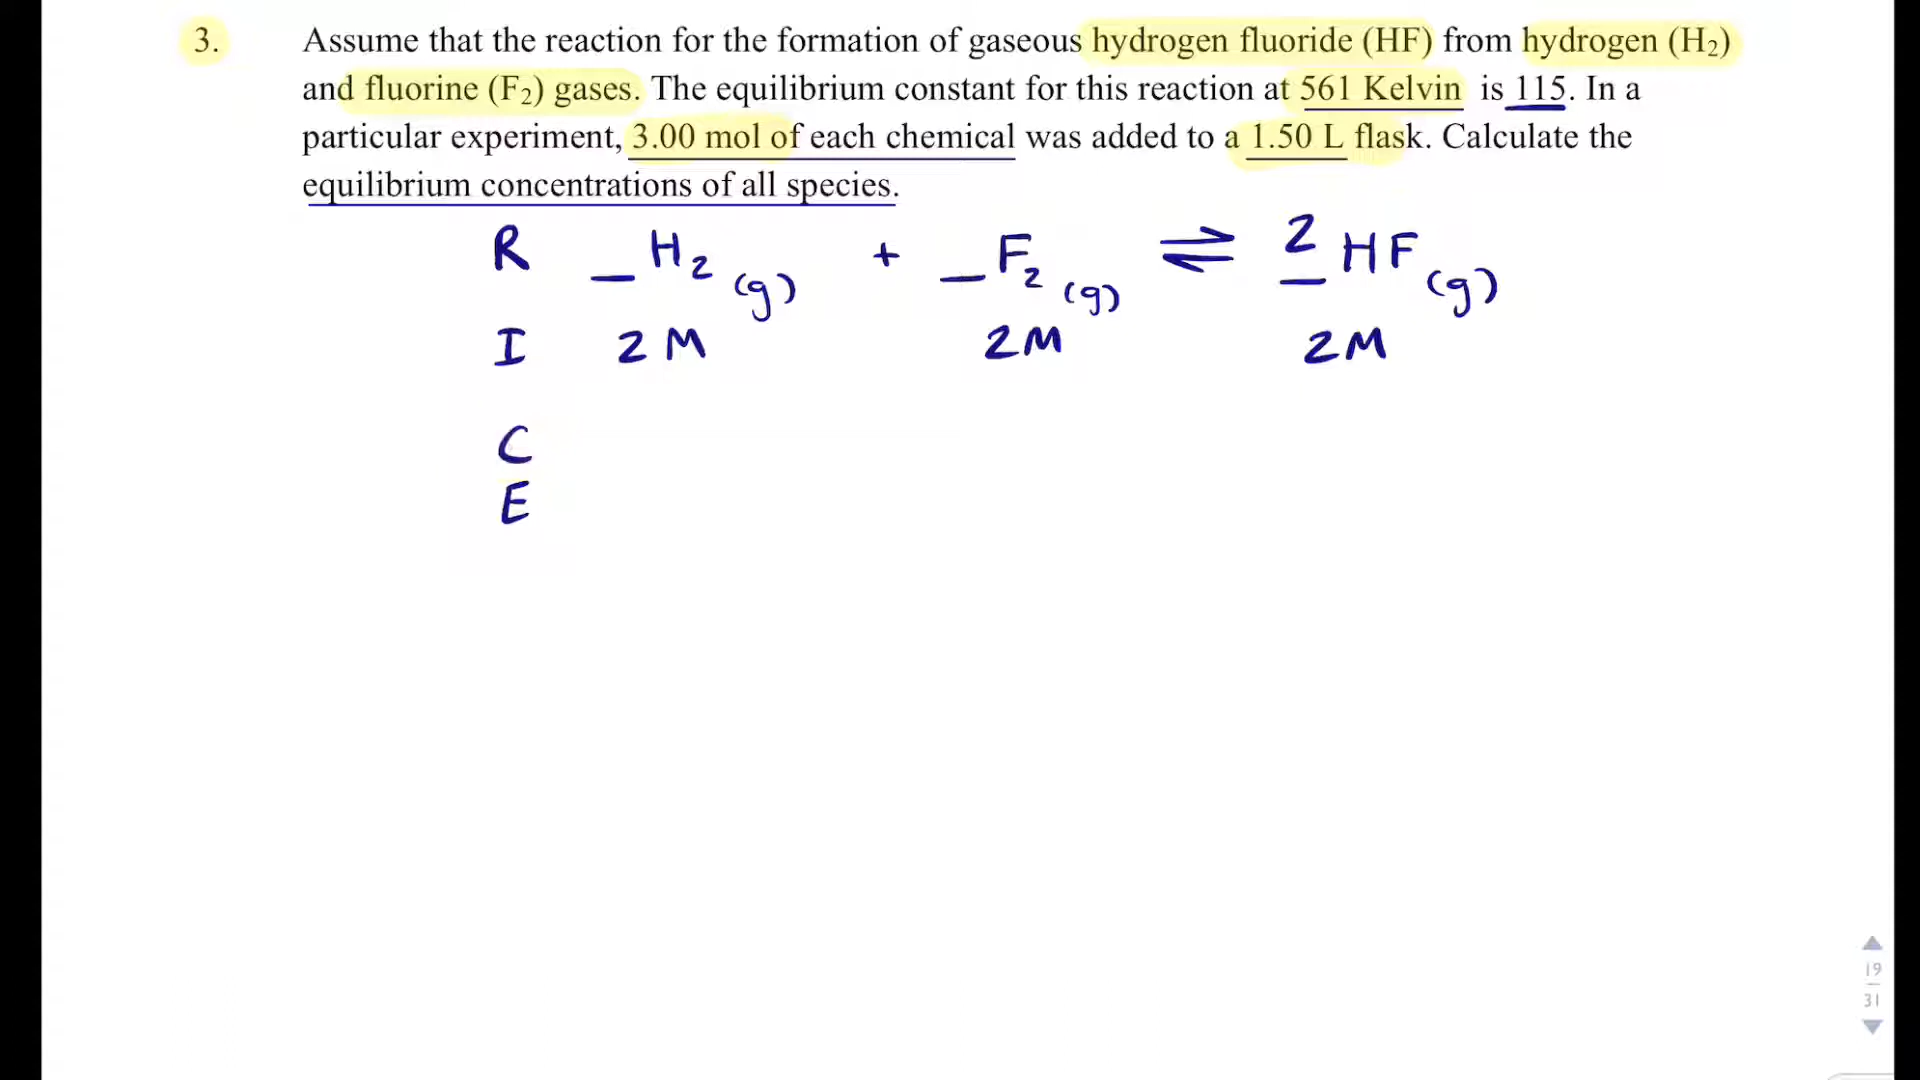 3. Assume that the reaction for the formation of gaseous hydrogen fluoride (HF) from hydrogen (H₂)
and fluorine (F₂) gases. The equilibrium constant for this reaction at 561 Kelvin is 115. In a
particular experiment, 3.00 mol of each chemical was added to a 1.50 L flask. Calculate the
equilibrium concentrations of all species.
R _H₂ (g) + _F₂ (g) ⇌ 2 HF (g)
I 2 M 2M 2M
C
E
19
31